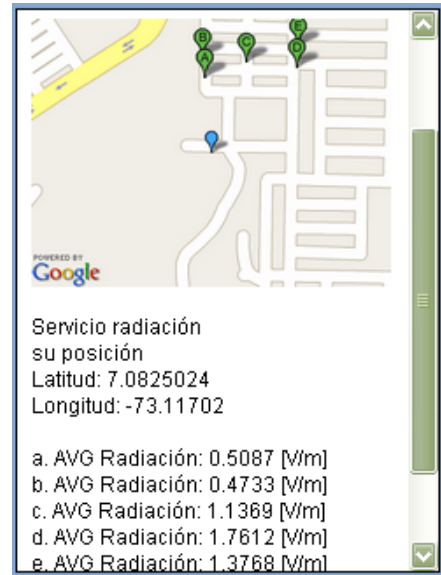 B
E
C
A
D
POWERED BY
Google
Servicio radiación
su posición
Latitud: 7.0825024
Longitud: -73.11702
a. AVG Radiación: 0.5087 [V/m]
b. AVG Radiación: 0.4733 [V/m]
c. AVG Radiación: 1.1369 [V/m]
d. AVG Radiación: 1.7612 [V/m]
e. AVG Radiación: 1.3768 [V/m]